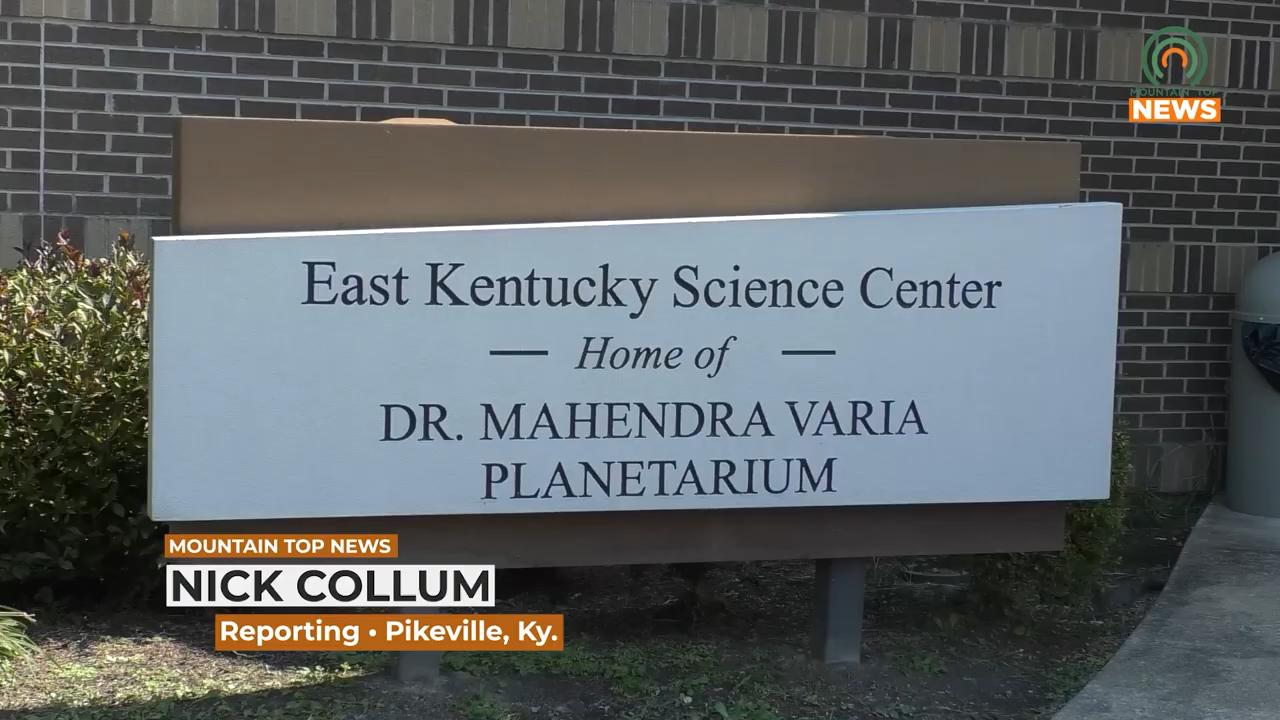 MOUNTAIN TOP
NEWS
East Kentucky Science Center
— Home of —
DR. MAHENDRA VARIA
PLANETARIUM
MOUNTAIN TOP NEWS
NICK COLLUM
Reporting • Pikeville, Ky.